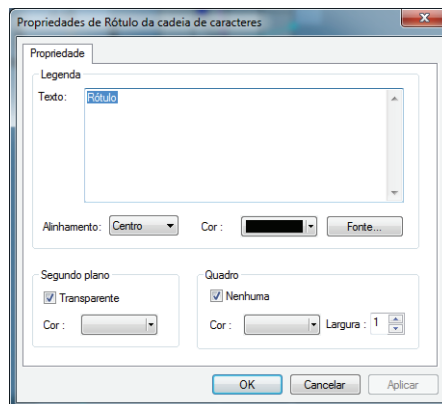 Propriedades de Rótulo da cadeia de caracteres
Propriedade
Legenda
Texto: Rótulo
Alinhamento: Centro Cor : Fonte...
Segundo plano Quadro
Transparente Nenhuma
Cor : Cor : Largura : 1
OK Cancelar Aplicar